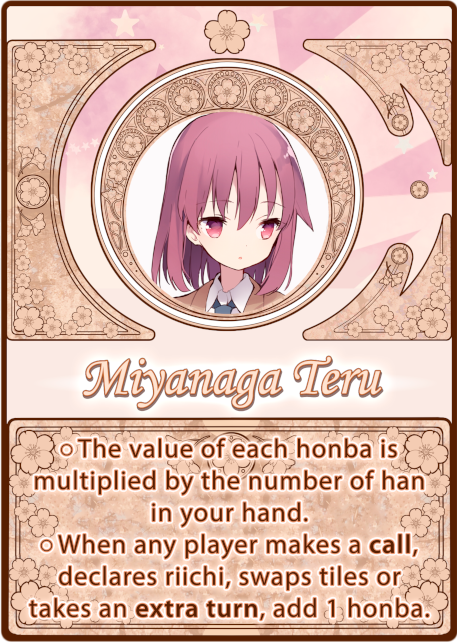 Miyanaga Teru
○The value of each honba is
multiplied by the number of han
in your hand.
○When any player makes a call,
declares riichi, swaps tiles or
takes an extra turn, add 1 honba.